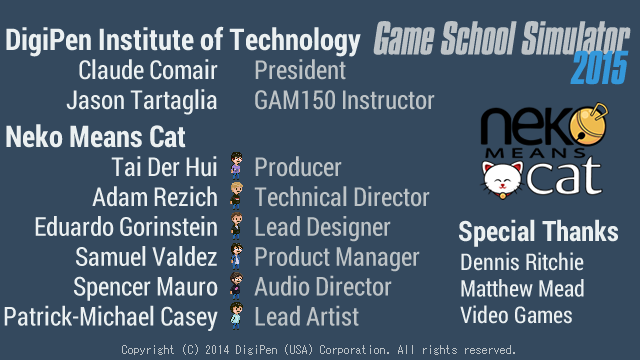 DigiPen Institute of Technology
Game School Simulator
2015
Claude Comair President
Jason Tartaglia GAM150 Instructor
Neko Means Cat
Tai Der Hui Producer
Adam Rezich Technical Director
Eduardo Gorinstein Lead Designer
Samuel Valdez Product Manager
Spencer Mauro Audio Director
Patrick-Michael Casey Lead Artist
neko
MEANS
cat
Special Thanks
Dennis Ritchie
Matthew Mead
Video Games
Copyright (C) 2014 DigiPen (USA) Corporation. All rights reserved.